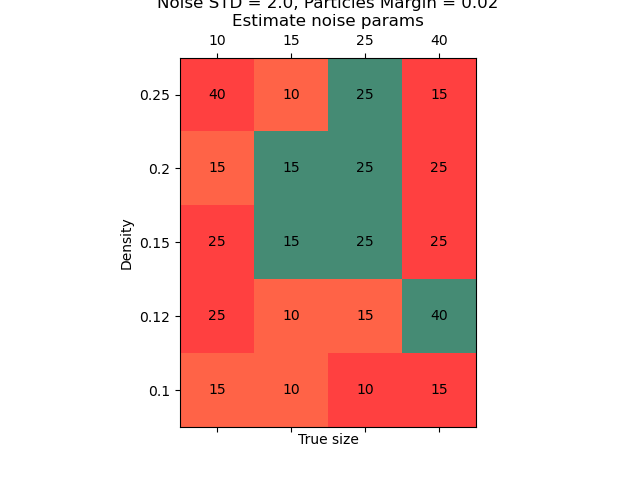 Noise STD = 2.0, Particles Margin = 0.02
Estimate noise params
10 15 25 40
0.25 40 10 25 15
0.2 15 15 25 25
0.15 25 15 25 25
0.12 25 10 15 40
0.1 15 10 10 15
Density
True size